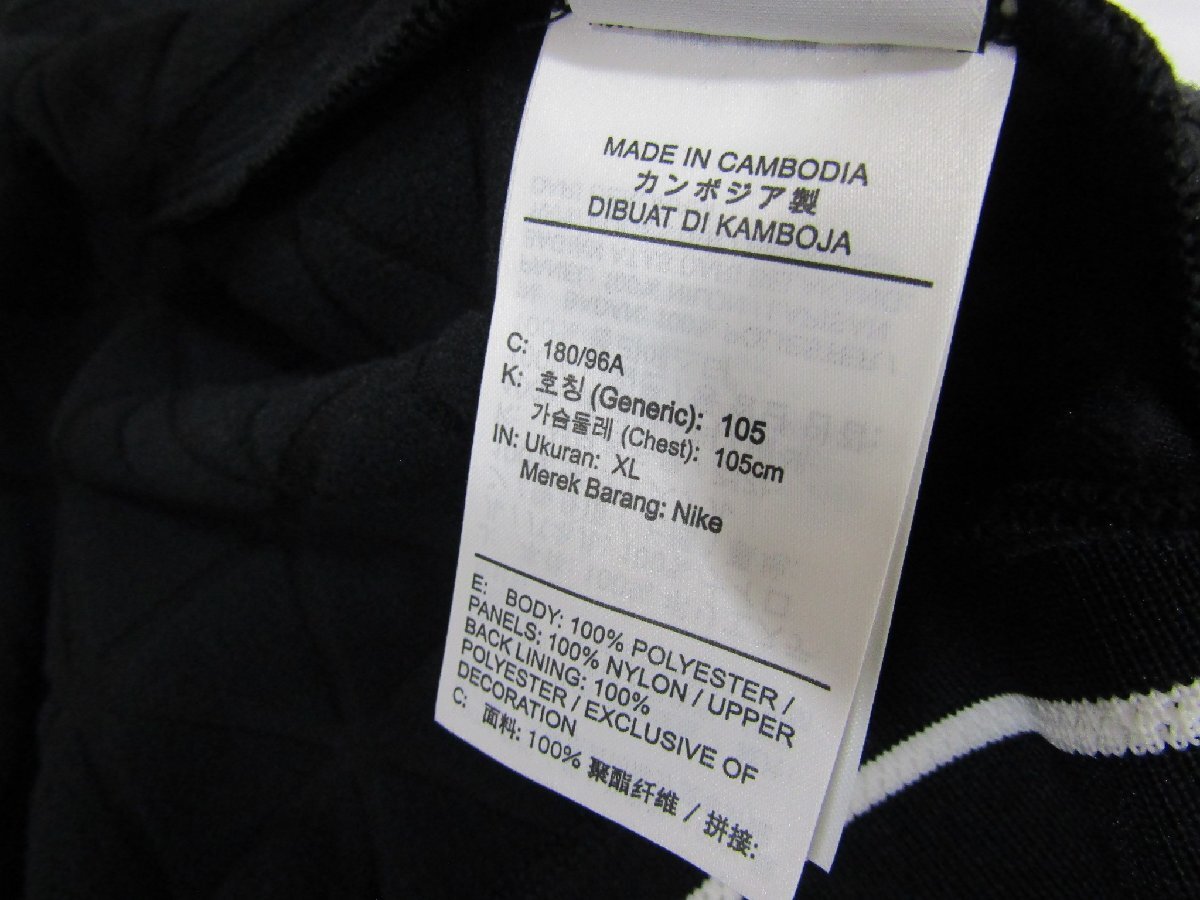 MADE IN CAMBODIA
カンボジア製
DIBUAT DI KAMBOJA
C: 180/96A
K: 호칭 (Generic): 105
가슴둘레 (Chest): 105cm
IN: Ukuran: XL
Merek Barang: Nike
E: BODY: 100% POLYESTER /
PANELS: 100% NYLON / UPPER
BACK LINING: 100%
POLYESTER / EXCLUSIVE OF
DECORATION
C: 面料: 100% 聚酯纤维 / 拼接: